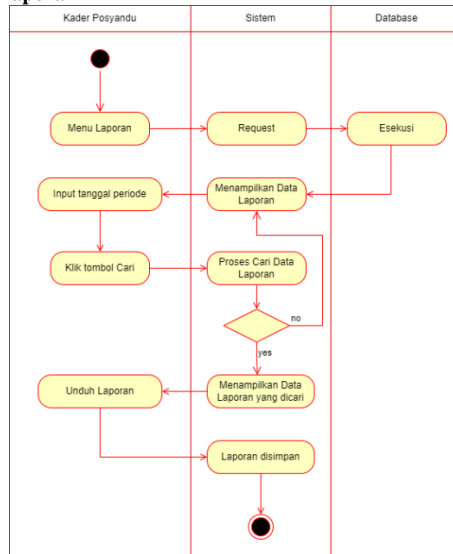 Kader Posyandu
Sistem
Database
Menu Laporan
Request
Esekusi
Input tanggal periode
Menampilkan Data
Laporan
Klik tombol Cari
Proses Cari Data
Laporan
no
yes
Unduh Laporan
Menampilkan Data
Laporan yang dicari
Laporan disimpan